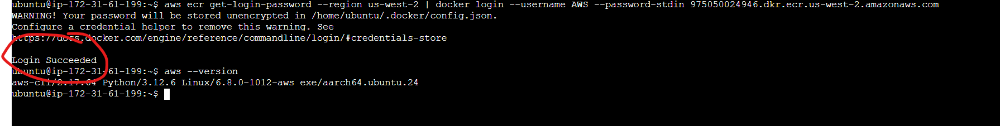 ubuntu@ip-172-31-61-199:~$ aws ecr get-login-password --region us-west-2 | docker login --username AWS --password-stdin 975050024946.dkr.ecr.us-west-2.amazonaws.com
WARNING! Your password will be stored unencrypted in /home/ubuntu/.docker/config.json.
Configure a credential helper to remove this warning. See
https://docs.docker.com/engine/reference/commandline/login/#credentials-store
Login Succeeded
ubuntu@ip-172-31-61-199:~$ aws --version
aws-cli/2.17.64 Python/3.12.6 Linux/6.8.0-1012-aws exe/aarch64.ubuntu.24
ubuntu@ip-172-31-61-199:~$